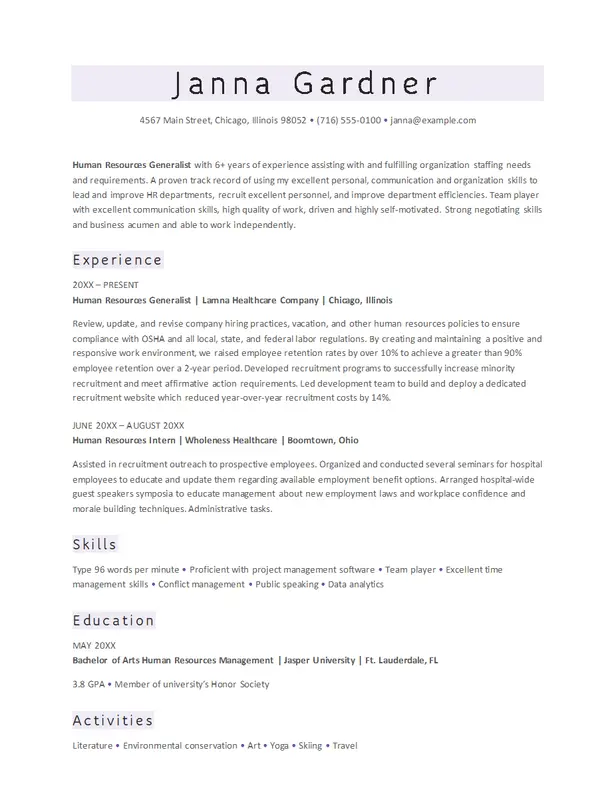 Janna Gardner
4567 Main Street, Chicago, Illinois 98052 • (716) 555-0100 • janna@example.com
Human Resources Generalist with 6+ years of experience assisting with and fulfilling organization staffing needs
and requirements. A proven track record of using my excellent personal, communication and organization skills to
lead and improve HR departments, recruit excellent personnel, and improve department efficiencies. Team player
with excellent communication skills, high quality of work, driven and highly self-motivated. Strong negotiating skills
and business acumen and able to work independently.
Experience
20XX – PRESENT
Human Resources Generalist | Lamna Healthcare Company | Chicago, Illinois
Review, update, and revise company hiring practices, vacation, and other human resources policies to ensure
compliance with OSHA and all local, state, and federal labor regulations. By creating and maintaining a positive and
responsive work environment, we raised employee retention rates by over 10% to achieve a greater than 90%
employee retention over a 2-year period. Developed recruitment programs to successfully increase minority
recruitment and meet affirmative action requirements. Led development team to build and deploy a dedicated
recruitment website which reduced year-over-year recruitment costs by 14%.
JUNE 20XX – AUGUST 20XX
Human Resources Intern | Wholeness Healthcare | Boomtown, Ohio
Assisted in recruitment outreach to prospective employees. Organized and conducted several seminars for hospital
employees to educate and update them regarding available employment benefit options. Arranged hospital-wide
guest speakers symposia to educate management about new employment laws and workplace confidence and
morale building techniques. Administrative tasks.
Skills
Type 96 words per minute • Proficient with project management software • Team player • Excellent time
management skills • Conflict management • Public speaking • Data analytics
Education
MAY 20XX
Bachelor of Arts Human Resources Management | Jasper University | Ft. Lauderdale, FL
3.8 GPA • Member of university’s Honor Society
Activities
Literature • Environmental conservation • Art • Yoga • Skiing • Travel